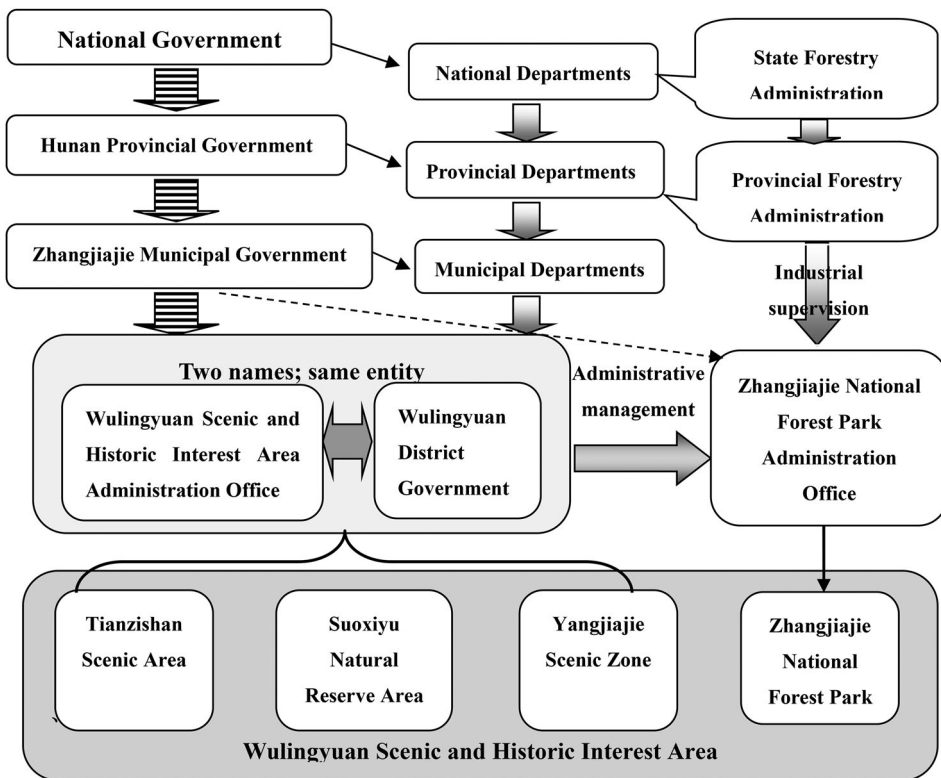 National Government
National Departments
State Forestry
Administration
Hunan Provincial Government
Provincial Departments
Provincial Forestry
Administration
Zhangjiajie Municipal Government
Municipal Departments
Industrial
supervision
Two names; same entity
Wulingyuan Scenic and
Historic Interest Area
Administration Office
Wulingyuan
District
Government
Administrative
management
Zhangjiajie National
Forest Park
Administration
Office
Tianzishan
Scenic Area
Suoxiyu
Natural
Reserve Area
Yangjiajie
Scenic Zone
Zhangjiajie
National
Forest Park
Wulingyuan Scenic and Historic Interest Area